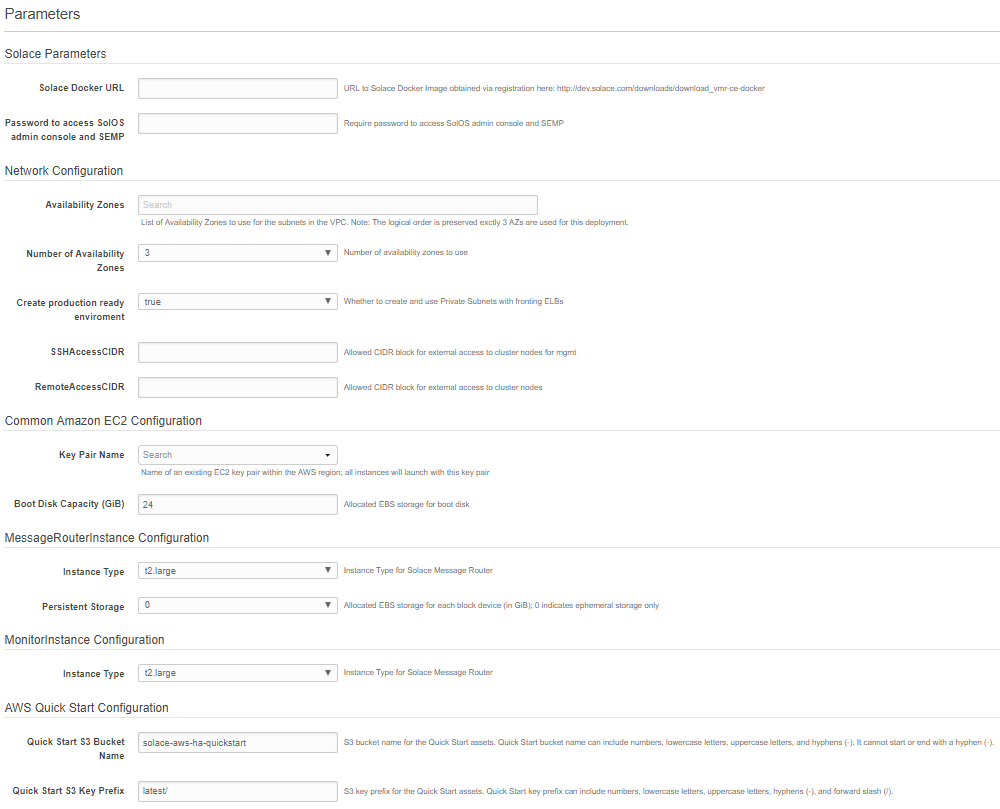 Parameters
Solace Parameters
Solace Docker URL
URL to Solace Docker Image obtained via registration here: http://dev.solace.com/downloads/download_vmr-ce-docker
Password to access SolOS
admin console and SEMP
Require password to access SolOS admin console and SEMP
Network Configuration
Availability Zones
Search
List of Availability Zones to use for the subnets in the VPC. Note: The logical order is preserved exctly 3 AZs are used for this deployment.
Number of Availability
Zones
3
Number of availability zones to use
Create production ready
enviroment
true
Whether to create and use Private Subnets with fronting ELBs
SSHAccessCIDR
Allowed CIDR block for external access to cluster nodes for mgmt
RemoteAccessCIDR
Allowed CIDR block for external access to cluster nodes
Common Amazon EC2 Configuration
Key Pair Name
Search
Name of an existing EC2 key pair within the AWS region; all instances will launch with this key pair
Boot Disk Capacity (GiB)
24
Allocated EBS storage for boot disk
MessageRouterInstance Configuration
Instance Type
t2.large
Instance Type for Solace Message Router
Persistent Storage
0
Allocated EBS storage for each block device (in GiB); 0 indicates ephemeral storage only
MonitorInstance Configuration
Instance Type
t2.large
Instance Type for Solace Message Router
AWS Quick Start Configuration
Quick Start S3 Bucket
Name
solace-aws-ha-quickstart
S3 bucket name for the Quick Start assets. Quick Start bucket name can include numbers, lowercase letters, uppercase letters, and hyphens (-). It cannot start or end with a hyphen (-).
Quick Start S3 Key Prefix
latest/
S3 key prefix for the Quick Start assets. Quick Start key prefix can include numbers, lowercase letters, uppercase letters, hyphens (-), and forward slash (/).